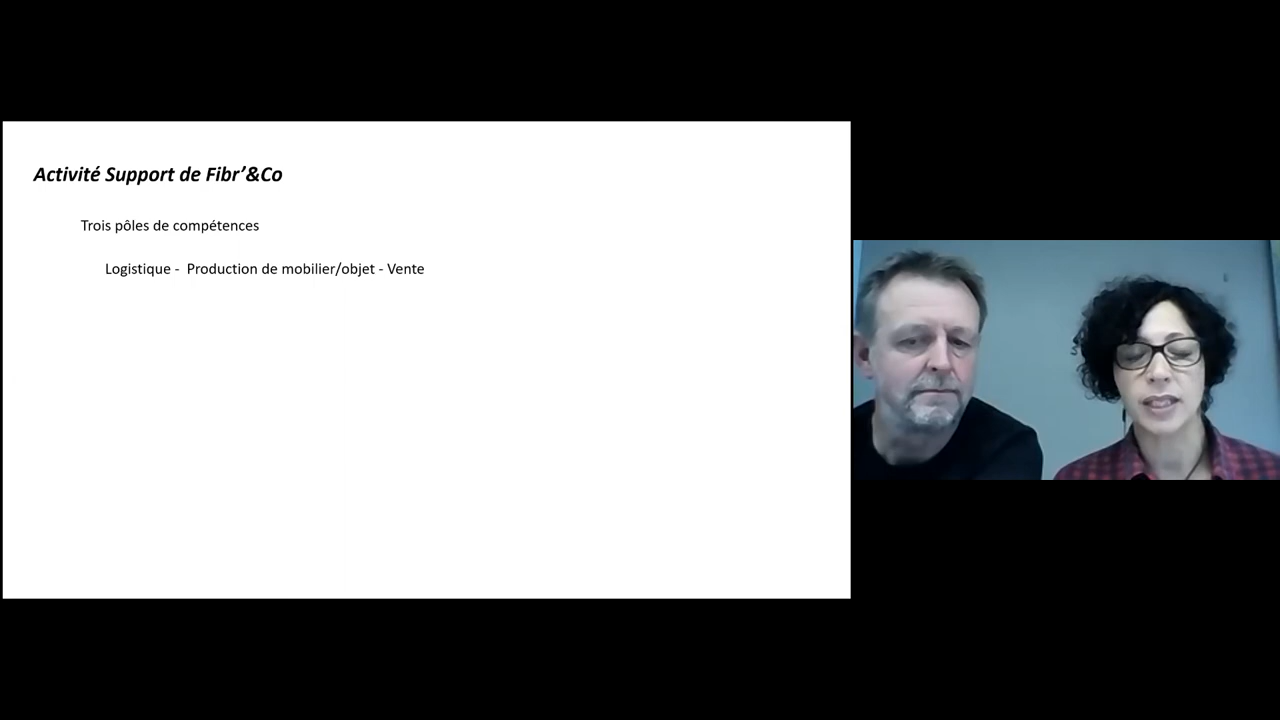 Activité Support de Fibr’&Co
Trois pôles de compétences
Logistique - Production de mobilier/objet - Vente